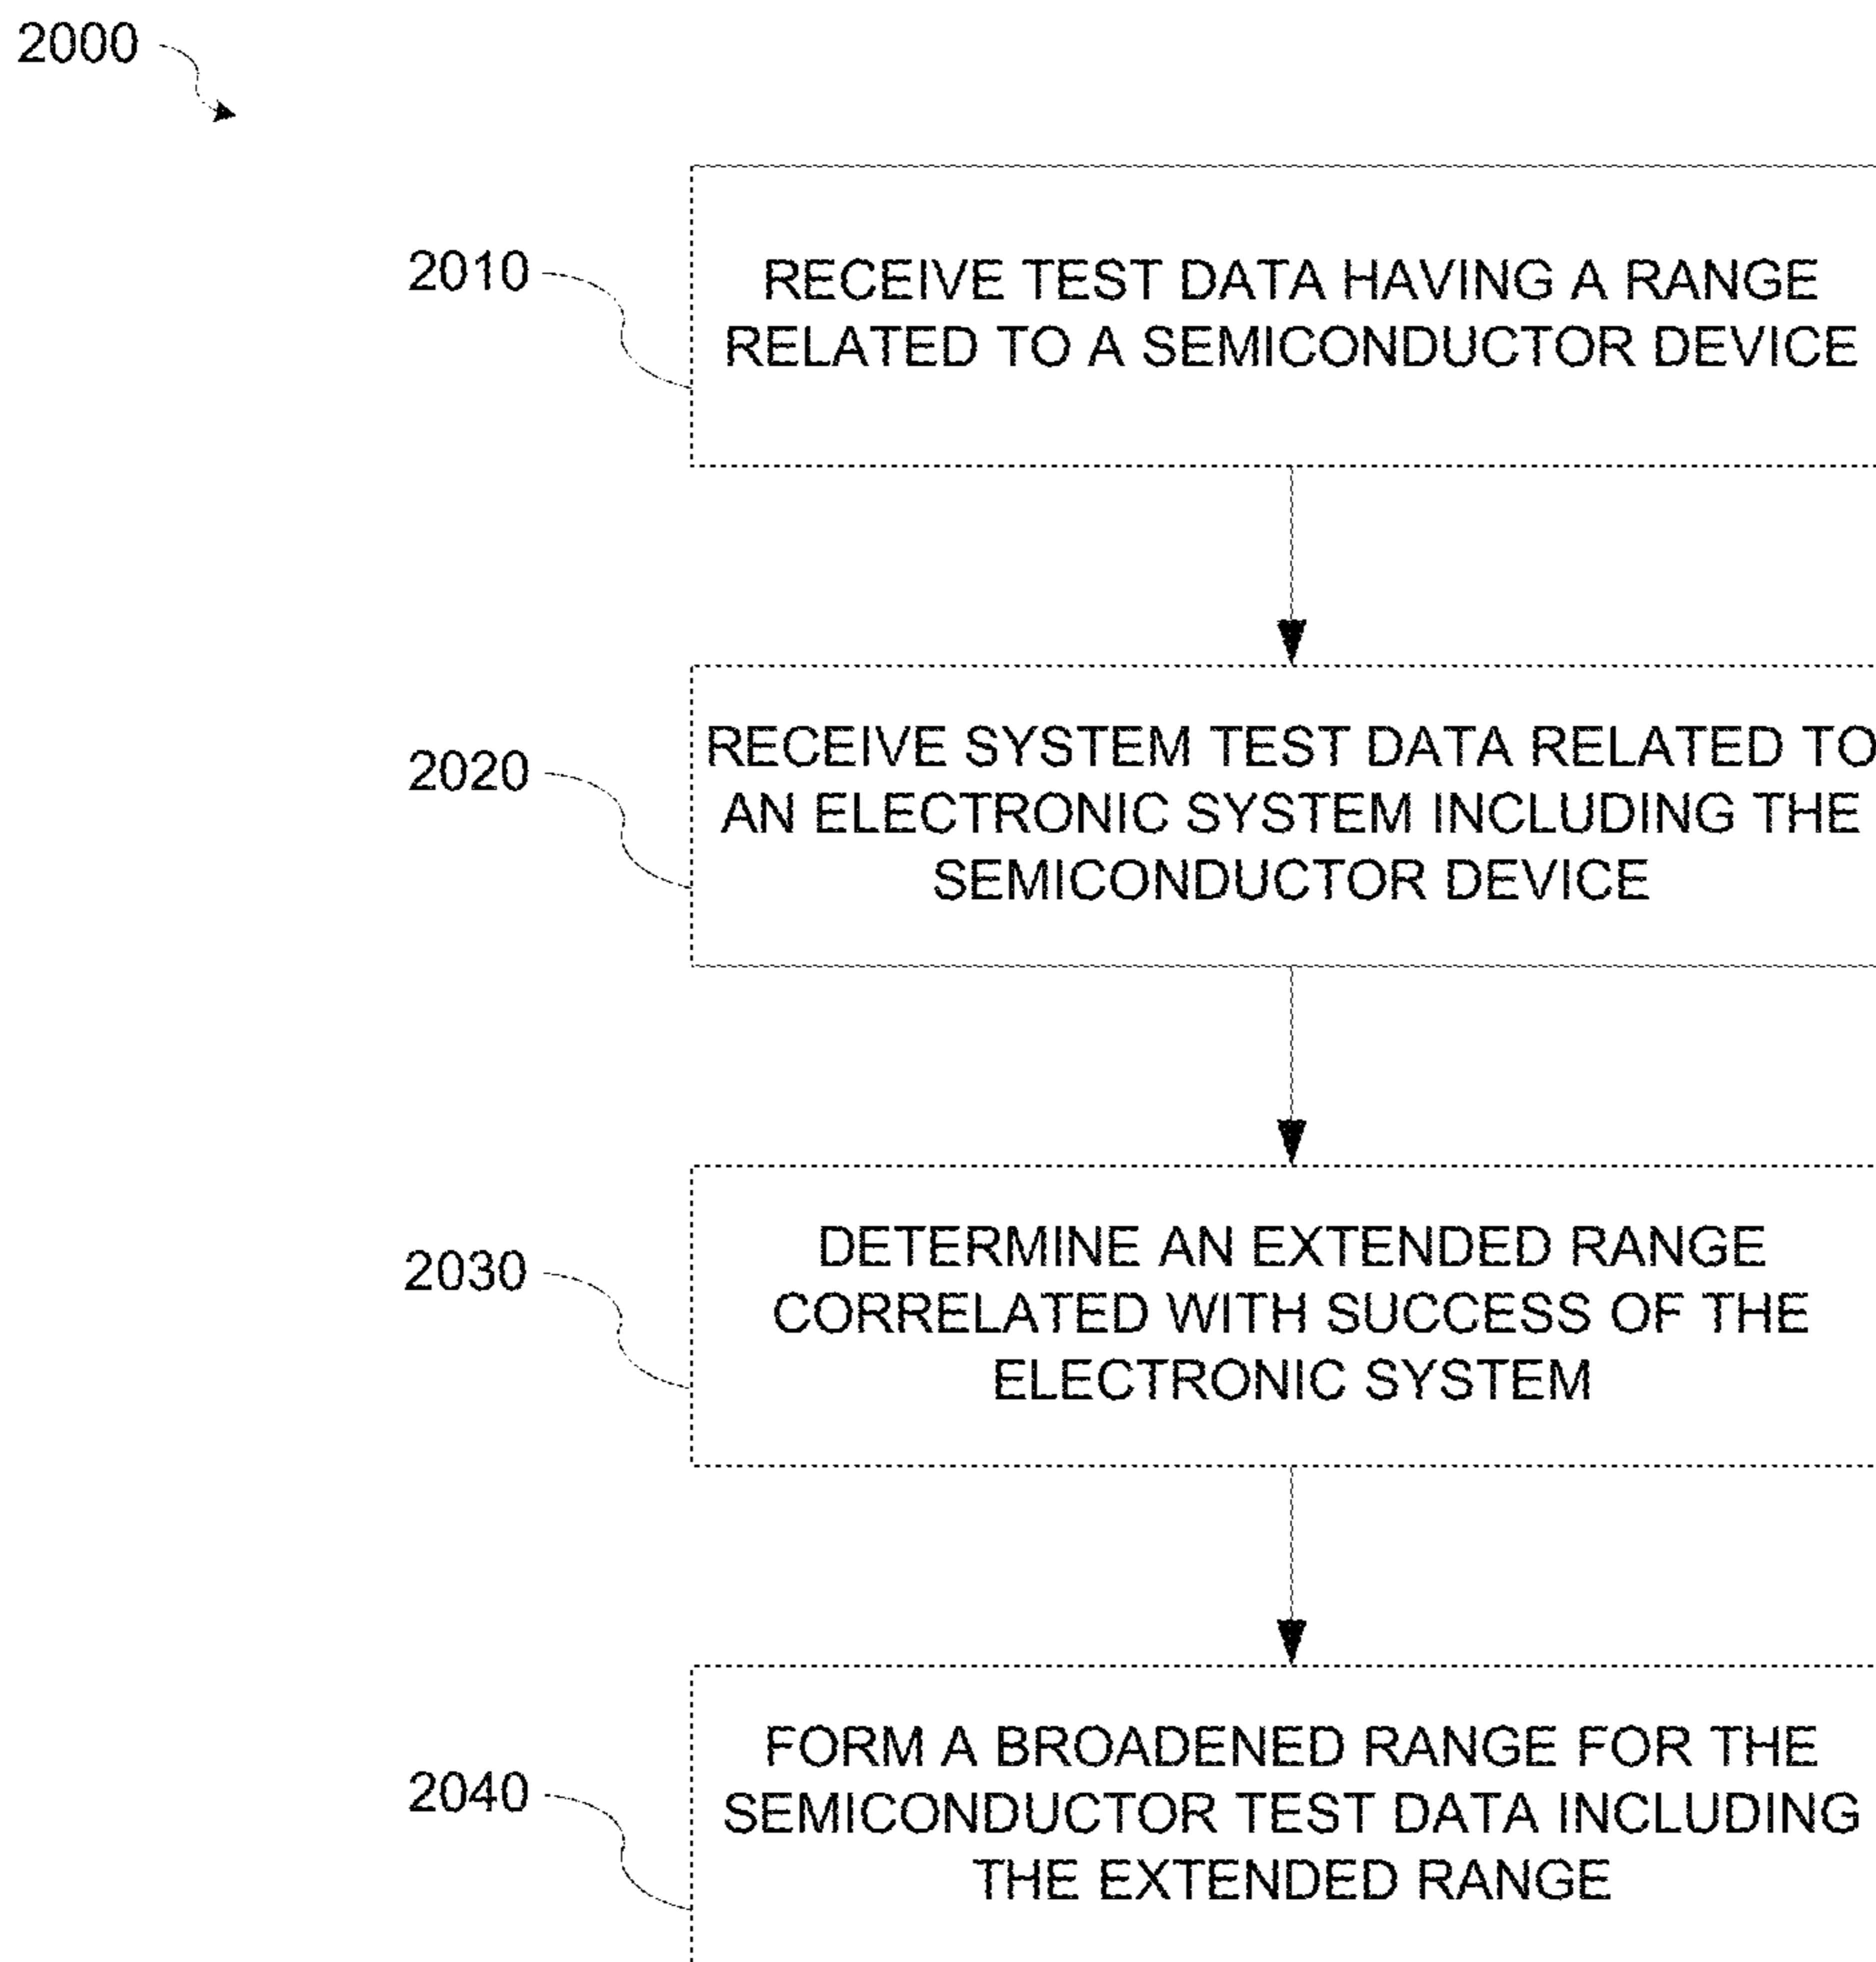 2000
2010
RECEIVE TEST DATA HAVING A RANGE
RELATED TO A SEMICONDUCTOR DEVICE
2020
RECEIVE SYSTEM TEST DATA RELATED TO
AN ELECTRONIC SYSTEM INCLUDING THE
SEMICONDUCTOR DEVICE
2030
DETERMINE AN EXTENDED RANGE
CORRELATED WITH SUCCESS OF THE
ELECTRONIC SYSTEM
2040
FORM A BROADENED RANGE FOR THE
SEMICONDUCTOR TEST DATA INCLUDING
THE EXTENDED RANGE